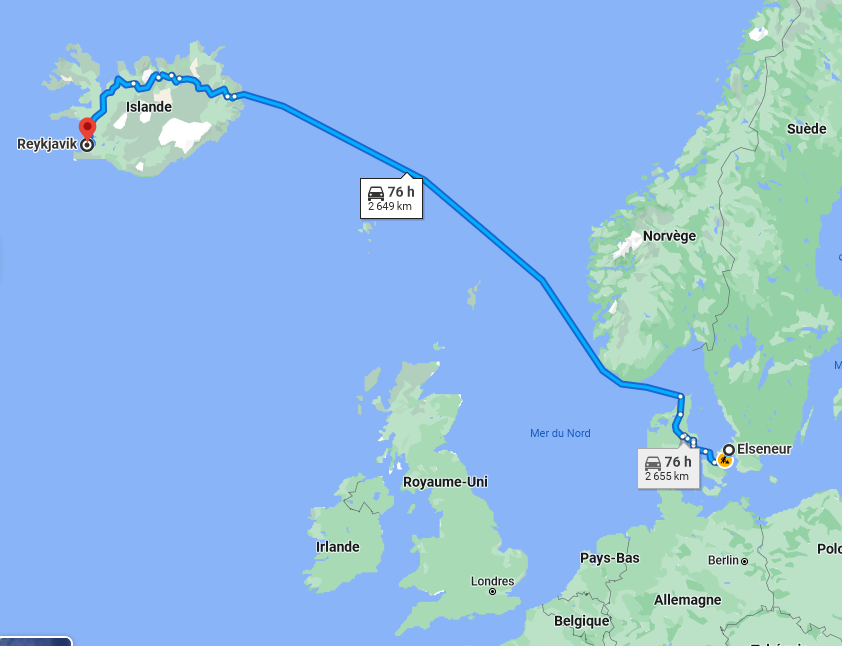 Islande
Suède
Reykjavik
76 h
2 649 km
Norvège
M
Mer du Nord
Elseneur
76 h
2 655 km
Royaume-Uni
Irlande
Pays-Bas
Berlin
Polo
Londres
Allemagne
Belgique